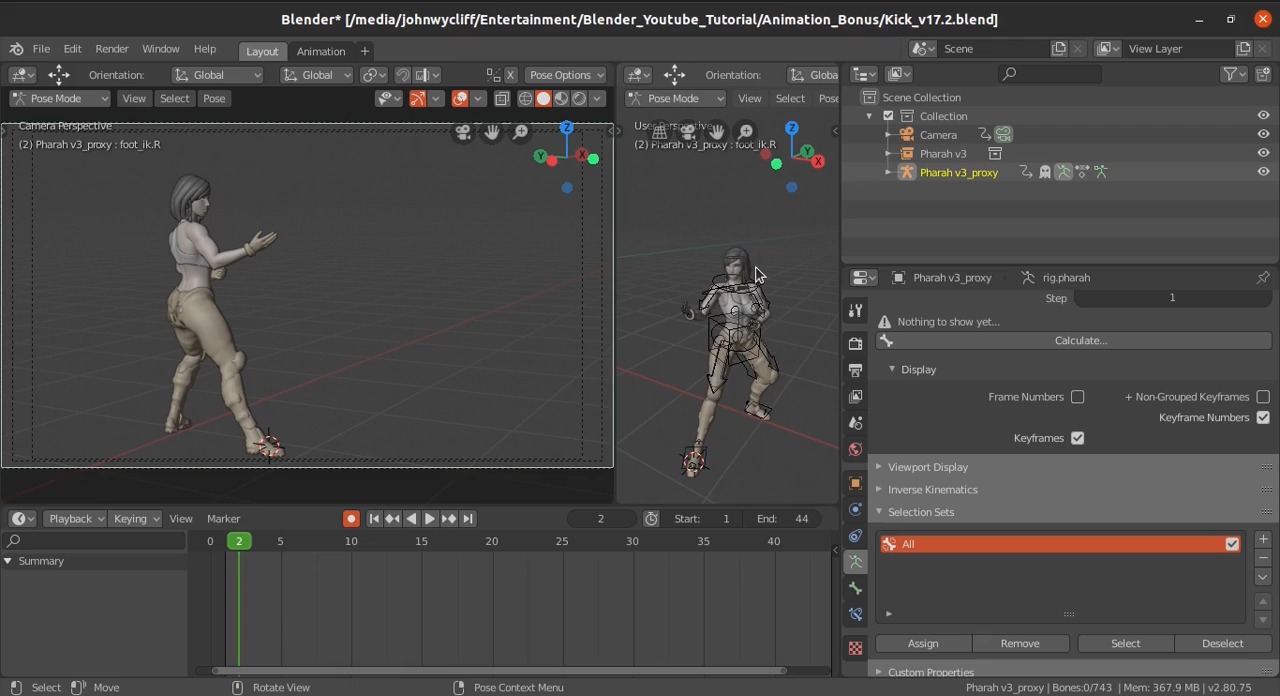 Blender* [/media/johnwycliff/Entertainment/Blender_Youtube_Tutorial/Animation_Bonus/Kick_v17.2.blend]
File Edit Render Window Help Layout Animation + Scene View Layer
Orientation: Global Global X Pose Options Orientation: Globa
Pose Mode View Select Pose Pose Mode View Select Pose
Camera Perspective
(2) Pharah v3_proxy : foot_ik.R
Z Y X
User Perspective
(2) Pharah v3_proxy : foot_ik.R
Z Y X
Scene Collection
Collection
Camera
Pharah v3
Pharah v3_proxy
Pharah v3_proxy rig.pharah
Step 1
Nothing to show yet...
Calculate...
Display
Frame Numbers + Non-Grouped Keyframes
Keyframe Numbers
Keyframes
Viewport Display
Inverse Kinematics
Selection Sets
All
Assign Remove Select Deselect
Custom Properties
Playback Keying View Marker 2 Start: 1 End: 44
0 2 5 10 15 20 25 30 35 40
Summary
Select Move Rotate View Pose Context Menu Pharah v3_proxy | Bones:0/743 | Mem: 367.9 MB | v2.80.75